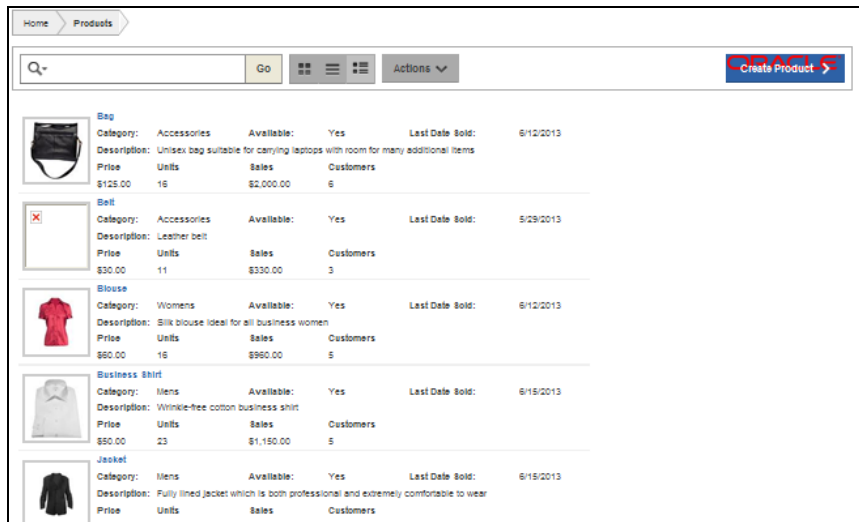 Home Products
Go Actions Create Product
ORACLE
Bag
Category: Accessories Available: Yes Last Date Sold: 6/12/2013
Description: Unisex bag suitable for carrying laptops with room for many additional items
Price Units Sales Customers
$125.00 16 $2,000.00 6
Belt
Category: Accessories Available: Yes Last Date Sold: 5/29/2013
Description: Leather belt
Price Units Sales Customers
$30.00 11 $330.00 3
Blouse
Category: Womens Available: Yes Last Date Sold: 6/12/2013
Description: Silk blouse ideal for all business women
Price Units Sales Customers
$60.00 16 $960.00 5
Business Shirt
Category: Mens Available: Yes Last Date Sold: 6/15/2013
Description: Wrinkle-free cotton business shirt
Price Units Sales Customers
$50.00 23 $1,150.00 5
Jacket
Category: Mens Available: Yes Last Date Sold: 6/15/2013
Description: Fully lined jacket which is both professional and extremely comfortable to wear
Price Units Sales Customers